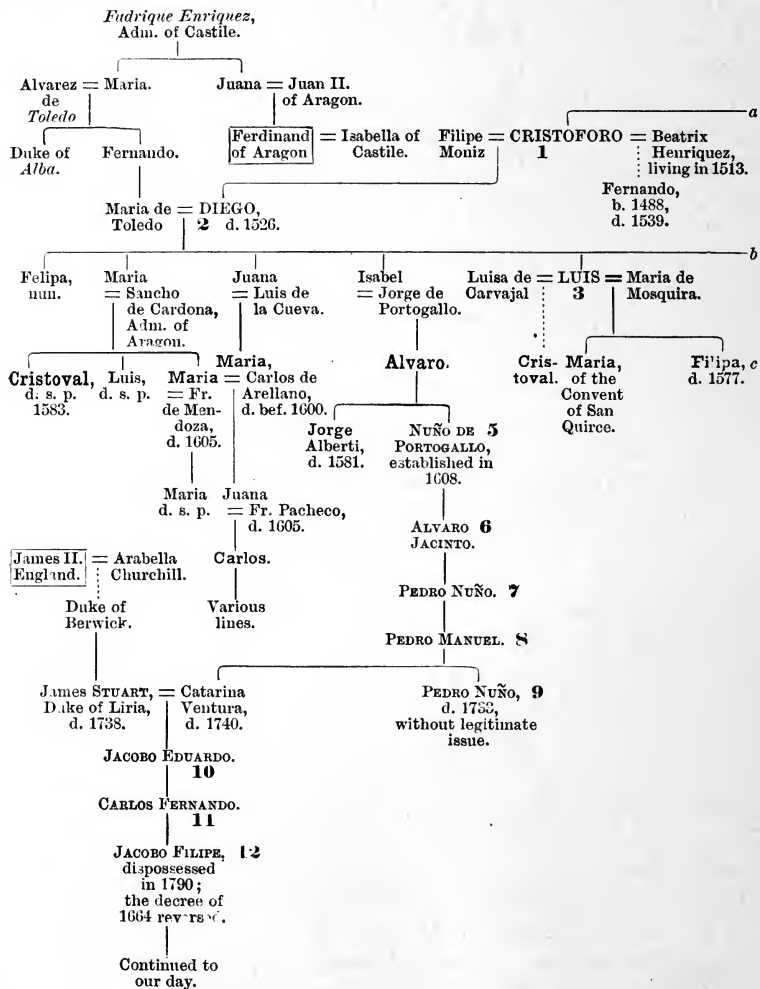 Fadrique Enriquez,
Adm. of Castile.
Alvarez = Maria.
de
Toledo
Juana = Juan II.
of Aragon.
a
Duke of
Alba.
Fernando.
Ferdinand
of Aragon
= Isabella of
Castile.
Filipe
Moniz
= CRISTOFORO =
1
Beatrix
Henriquez,
living in 1513.
Fernando,
b. 1488,
d. 1539.
Maria de
Toledo
= DIEGO,
2 d. 1526.
b
Felipa,
nun.
Maria
= Sancho
de Cardona,
Adm. of
Aragon.
Juana
= Luis de
la Cueva.
Isabel
= Jorge de
Portogallo.
Luisa de
Carvajal
= LUIS =
3
Maria de
Mosquira.
Cristoval,
d. s. p.
1583.
Luis,
d. s. p.
Maria
= Fr.
de Men-
doza,
d. 1605.
Maria,
= Carlos de
Arellano,
d. bef. 1600.
Alvaro.
Cris-
toval.
Maria,
of the
Convent
of San
Quirce.
Filipa, c
d. 1577.
Jorge
Alberti,
d. 1581.
NUÑO DE 5
PORTOGALLO,
established in
1608.
Maria
d. s. p.
Juana
= Fr. Pacheco,
d. 1605.
ALVARO 6
JACINTO.
James II.
England.
= Arabella
Churchill.
Carlos.
PEDRO NUÑO. 7
Duke of
Berwick.
Various
lines.
PEDRO MANUEL. 8
James STUART,
Duke of Liria,
d. 1738.
= Catarina
Ventura,
d. 1740.
PEDRO NUÑO, 9
d. 1733,
without legitimate
issue.
JACOBO EDUARDO.
10
CARLOS FERNANDO.
11
JACOBO FILIPE, 12
dispossessed
in 1790;
the decree of
1664 reversed.
Continued to
our day.